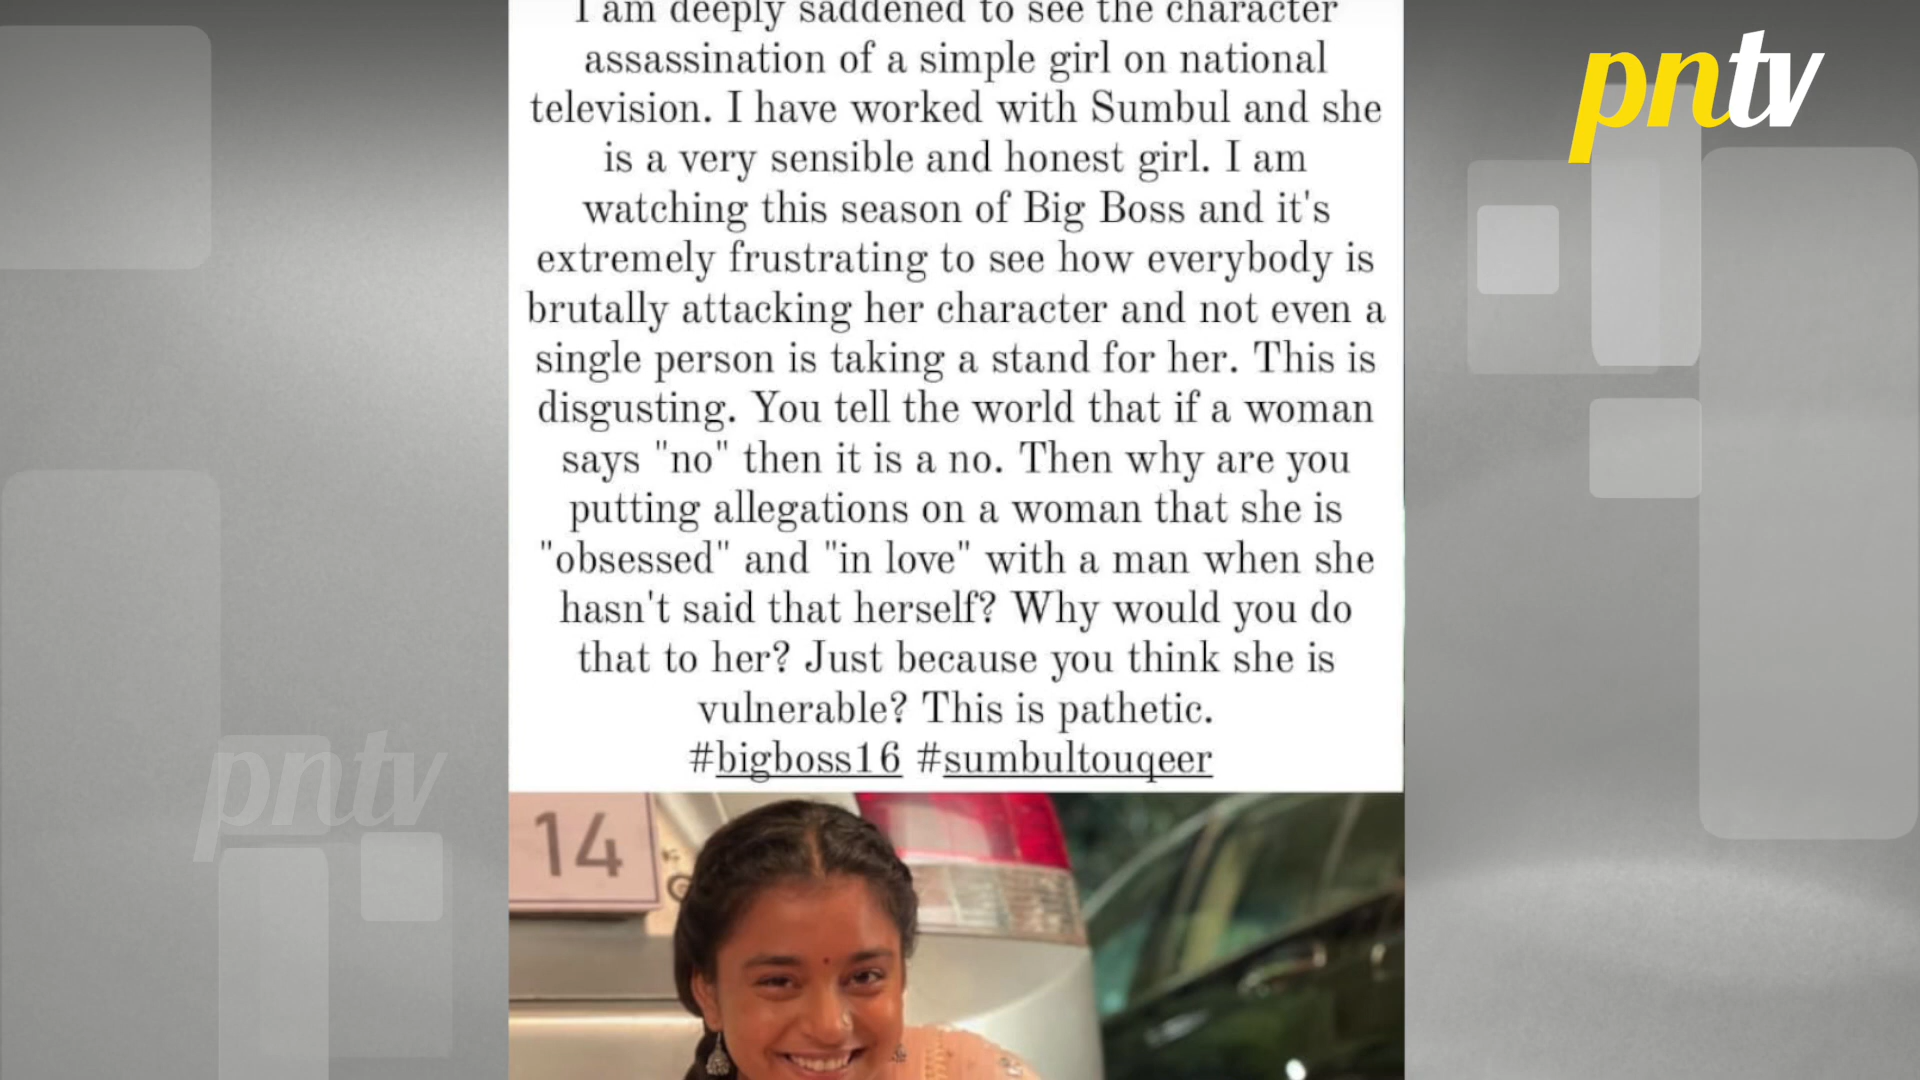 I am deeply saddened to see the character
assassination of a simple girl on national
television. I have worked with Sumbul and she
is a very sensible and honest girl. I am
watching this season of Big Boss and it's
extremely frustrating to see how everybody is
brutally attacking her character and not even a
single person is taking a stand for her. This is
disgusting. You tell the world that if a woman
says "no" then it is a no. Then why are you
putting allegations on a woman that she is
"obsessed" and "in love" with a man when she
hasn't said that herself? Why would you do
that to her? Just because you think she is
vulnerable? This is pathetic.
#bigboss16 #sumbultouqeer
pntv
pntv
14